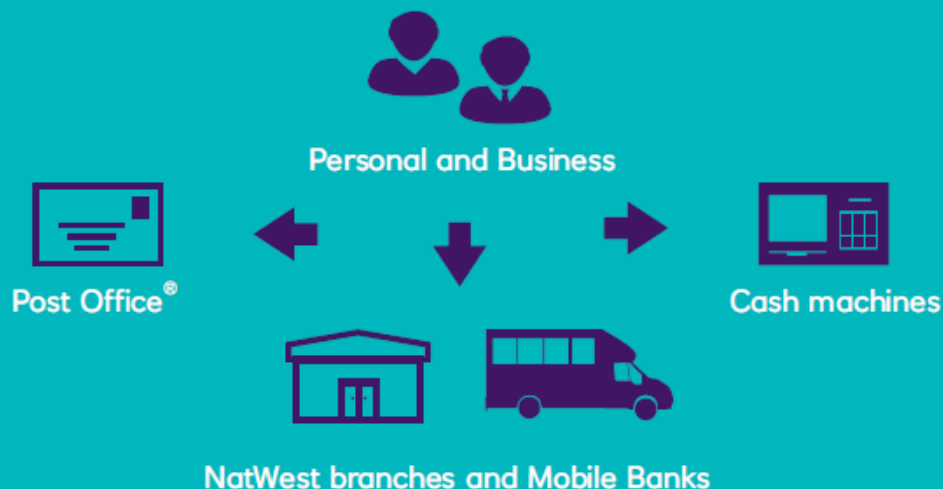 Personal and Business
Post Office®
Cash machines
NatWest branches and Mobile Banks